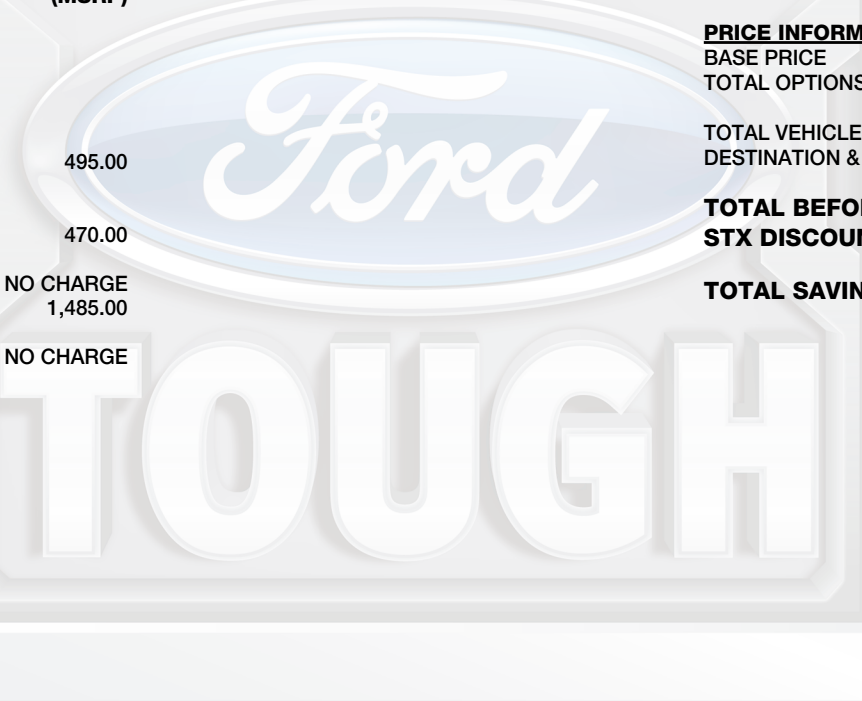 (MSRP)
495.00
470.00
NO CHARGE
1,485.00
NO CHARGE
PRICE INFORM
BASE PRICE
TOTAL OPTIONS
TOTAL VEHICLE
DESTINATION &
TOTAL BEFO
STX DISCOUN
TOTAL SAVIN
Ford
TOUGH